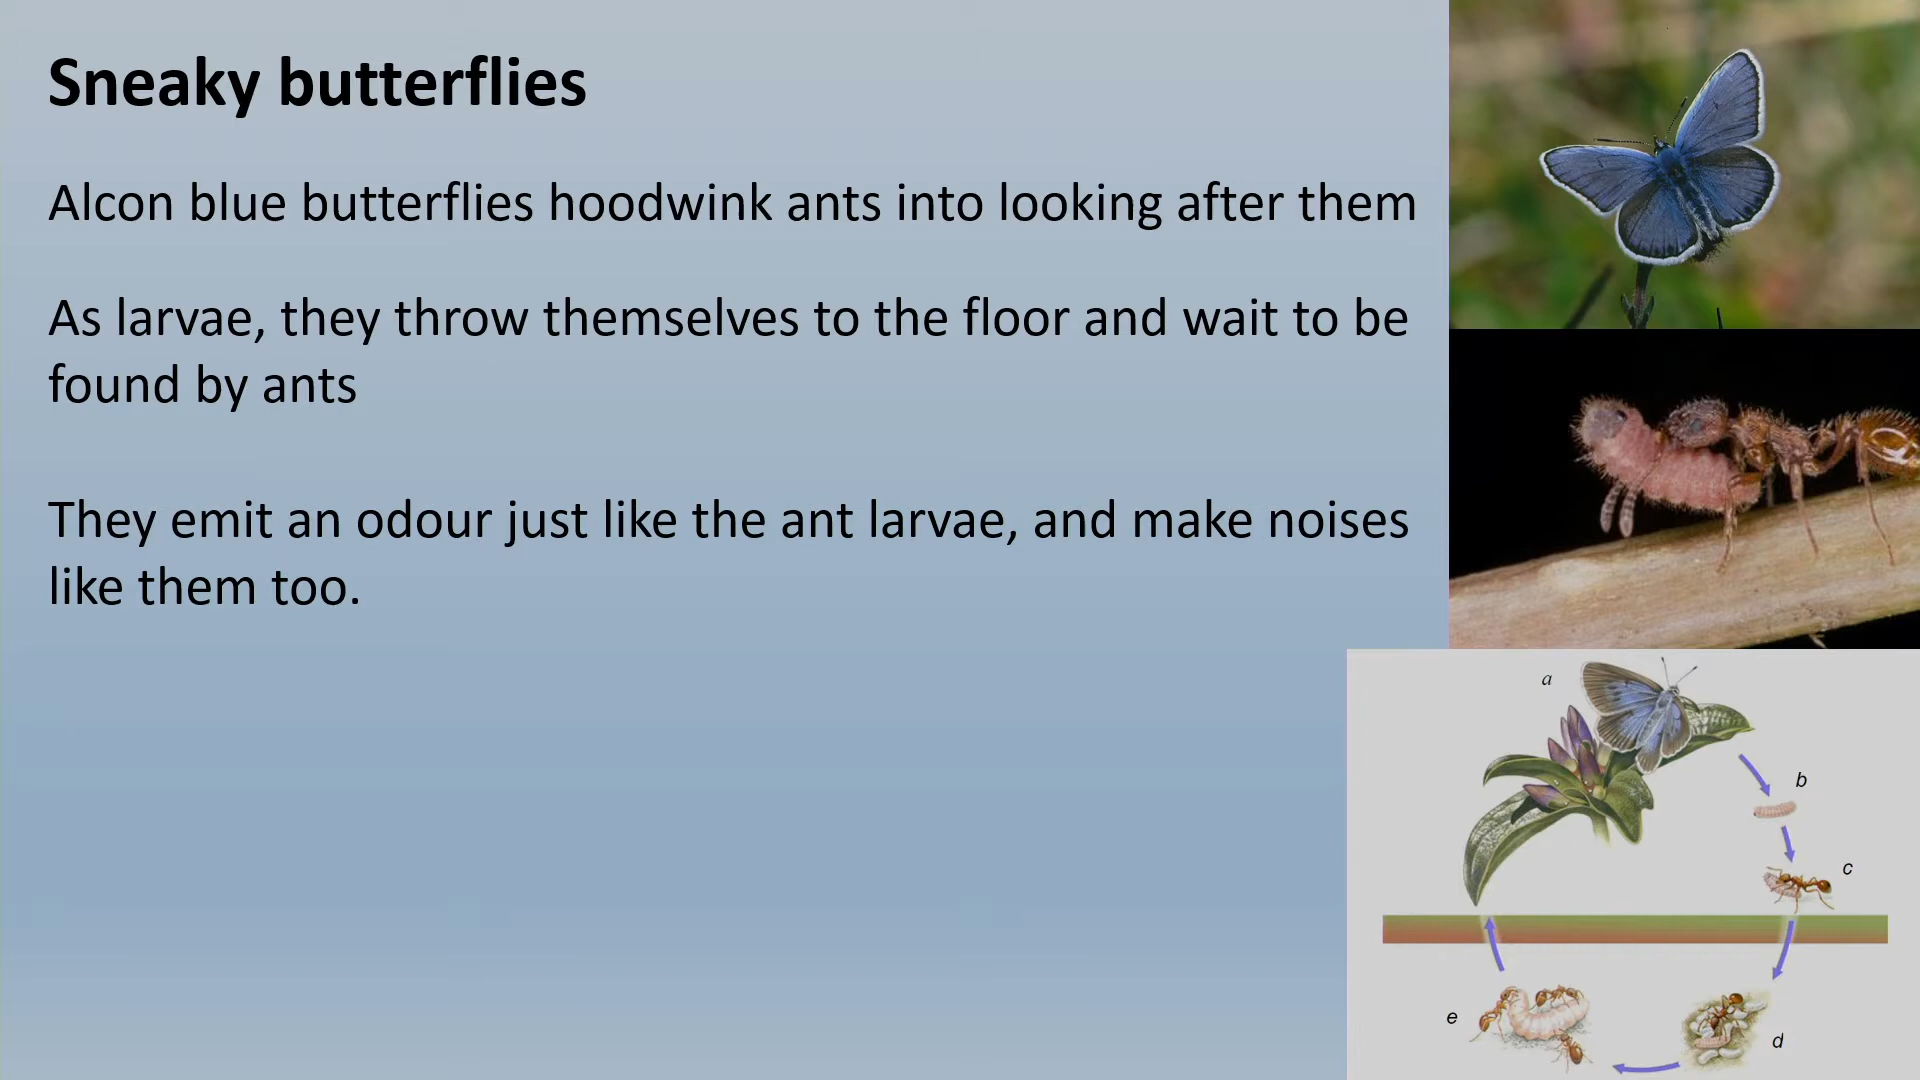 Sneaky butterflies
Alcon blue butterflies hoodwink ants into looking after them
As larvae, they throw themselves to the floor and wait to be
found by ants
They emit an odour just like the ant larvae, and make noises
like them too.
a
b
c
d
e